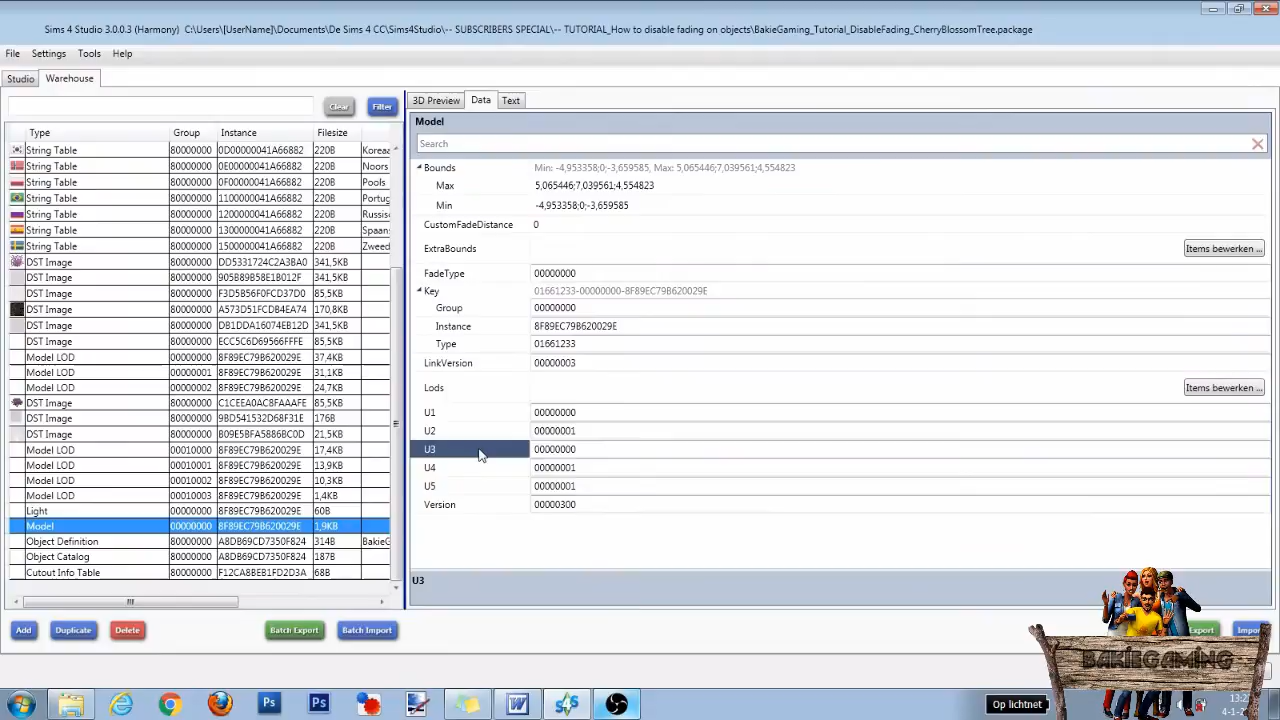 Sims 4 Studio 3.0.0.3 (Harmony) C:\Users\[UserName]\Documents\De Sims 4 CC\Sims4Studio\-- SUBSCRIBERS SPECIAL\-- TUTORIAL_How to disable fading on objects\BakieGaming_Tutorial_DisableFading_CherryBlossomTree.package
File Settings Tools Help
Studio Warehouse
Clear Filter
Type Group Instance Filesize
String Table 80000000 0D00000041A66882 220B Korea
String Table 80000000 0E00000041A66882 220B Noors
String Table 80000000 0F00000041A66882 220B Pools
String Table 80000000 1100000041A66882 220B Portug
String Table 80000000 1200000041A66882 220B Russisc
String Table 80000000 1300000041A66882 220B Spaans
String Table 80000000 1500000041A66882 220B Zweed
DST Image 80000000 DD5331724C2A3BA0 341,5KB
DST Image 80000000 905B89B58E1B012F 341,5KB
DST Image 80000000 F3D5B56F0FCD37D0 85,5KB
DST Image 80000000 A573D51FCDB4EA74 170,8KB
DST Image 80000000 DB1DDA16074EB12D 341,5KB
DST Image 80000000 ECC5C6D69566FFFE 85,5KB
Model LOD 00000000 8F89EC79B620029E 37,4KB
Model LOD 00000001 8F89EC79B620029E 31,1KB
Model LOD 00000002 8F89EC79B620029E 24,7KB
DST Image 80000000 C1CEEA0AC8FAAAFE 85,5KB
DST Image 80000000 9BD541532D68F31E 176B
DST Image 80000000 B09E5BFA5886BC0D 21,5KB
Model LOD 00010000 8F89EC79B620029E 17,4KB
Model LOD 00010001 8F89EC79B620029E 13,9KB
Model LOD 00010002 8F89EC79B620029E 10,3KB
Model LOD 00010003 8F89EC79B620029E 1,4KB
Light 00000000 8F89EC79B620029E 60B
Model 00000000 8F89EC79B620029E 1,9KB
Object Definition 80000000 A8DB69CD7350F824 314B BakieG
Object Catalog 80000000 A8DB69CD7350F824 187B
Cutout Info Table 80000000 F12CA8BEB1FD2D3A 68B
Add Duplicate Delete Batch Export Batch Import
3D Preview Data Text
Model
Search
Bounds Min: -4,953358;0;-3,659585, Max: 5,065446;7,039561;4,554823
Max 5,065446;7,039561;4,554823
Min -4,953358;0;-3,659585
CustomFadeDistance 0
ExtraBounds Items bewerken ...
FadeType 00000000
Key 01661233-00000000-8F89EC79B620029E
Group 00000000
Instance 8F89EC79B620029E
Type 01661233
LinkVersion 00000003
Lods Items bewerken ...
U1 00000000
U2 00000001
U3 00000000
U4 00000001
U5 00000001
Version 00000300
U3
Export Impor
BAKIEGAMING
Op lichtnet
13:2
4-1-2